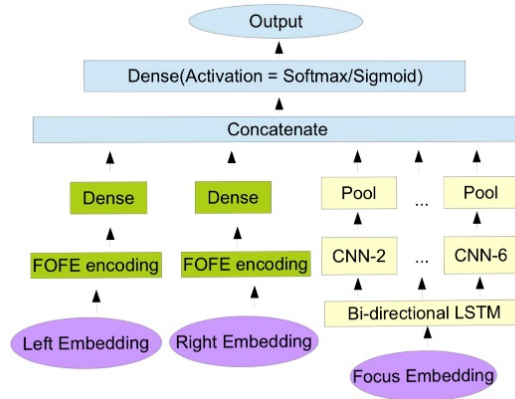 Output
Dense(Activation = Softmax/Sigmoid)
Concatenate
Dense
Dense
Pool
...
Pool
FOFE encoding
FOFE encoding
CNN-2
...
CNN-6
Bi-directional LSTM
Left Embedding
Right Embedding
Focus Embedding